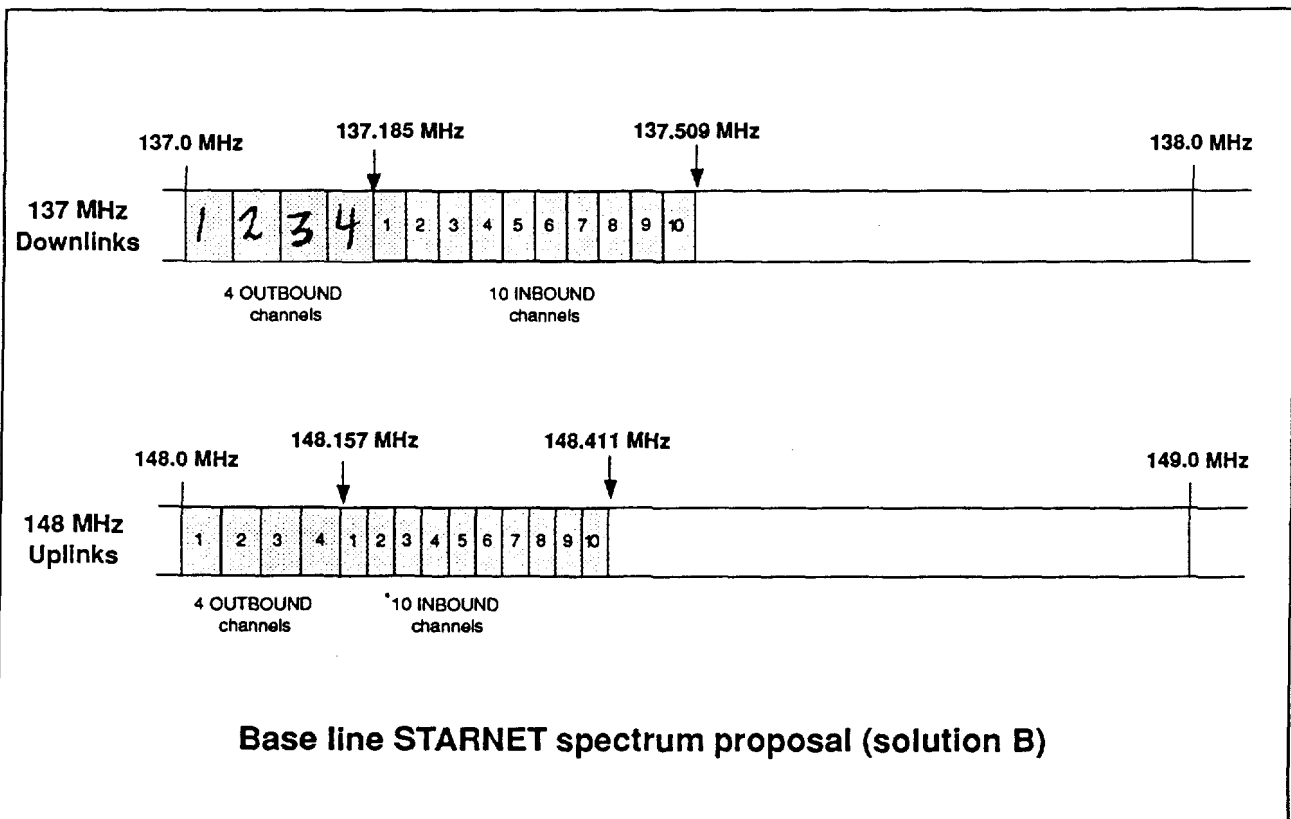 137.0 MHz
137.185 MHz
137.509 MHz
138.0 MHz
137 MHz
Downlinks
1 2 3 4 1 2 3 4 5 6 7 8 9 10
4 OUTBOUND
channels
10 INBOUND
channels
148.0 MHz
148.157 MHz
148.411 MHz
149.0 MHz
148 MHz
Uplinks
1 2 3 4 1 2 3 4 5 6 7 8 9 10
4 OUTBOUND
channels
10 INBOUND
channels
Base line STARNET spectrum proposal (solution B)